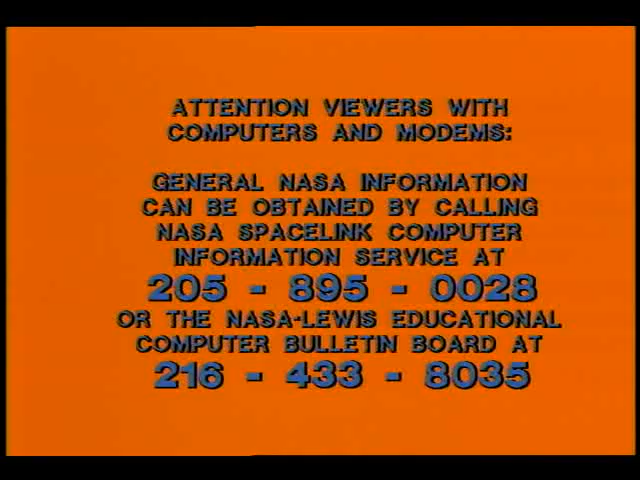 ATTENTION VIEWERS WITH
COMPUTERS AND MODEMS:
GENERAL NASA INFORMATION
CAN BE OBTAINED BY CALLING
NASA SPACELINK COMPUTER
INFORMATION SERVICE AT
205 - 895 - 0028
OR THE NASA-LEWIS EDUCATIONAL
COMPUTER BULLETIN BOARD AT
216 - 433 - 8035